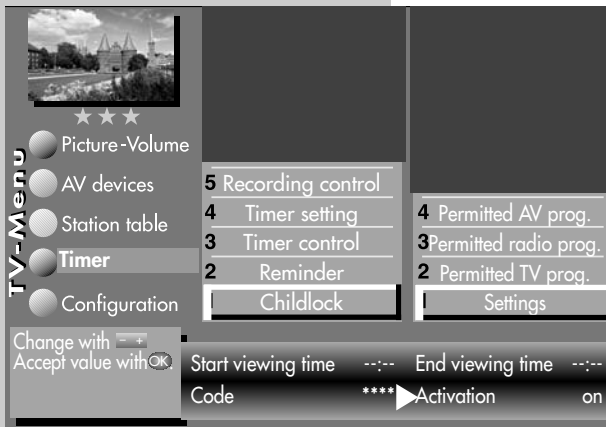 TV-Menu
Picture-Volume
AV devices
Station table
Timer
Configuration
5 Recording control
4 Timer setting
3 Timer control
2 Reminder
1 Childlock
4 Permitted AV prog.
3 Permitted radio prog.
2 Permitted TV prog.
1 Settings
Change with - +
Accept value with OK.
Start viewing time --:-- End viewing time --:--
Code **** Activation on